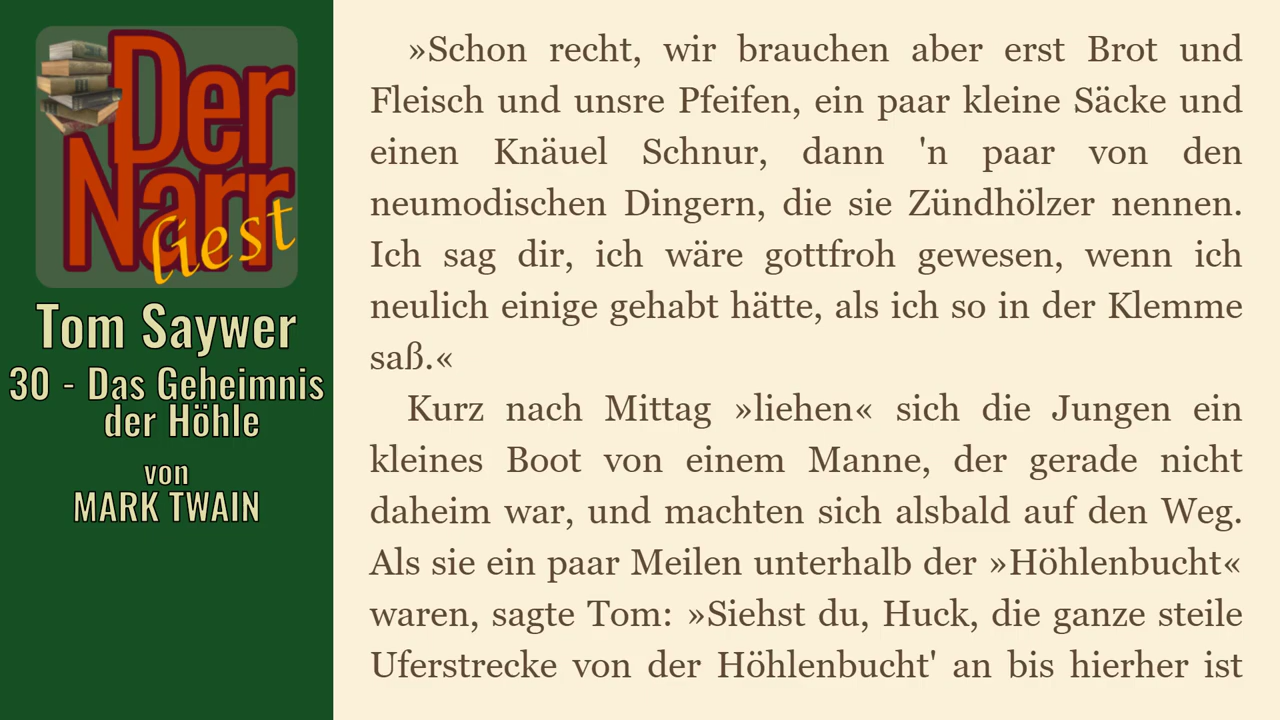 Der
Narr
liest
Tom Saywer
30 - Das Geheimnis
der Höhle
von
MARK TWAIN
»Schon recht, wir brauchen aber erst Brot und
Fleisch und unsre Pfeifen, ein paar kleine Säcke und
einen Knäuel Schnur, dann 'n paar von den
neumodischen Dingern, die sie Zündhölzer nennen.
Ich sag dir, ich wäre gottfroh gewesen, wenn ich
neulich einige gehabt hätte, als ich so in der Klemme
saß.«
Kurz nach Mittag »liehen« sich die Jungen ein
kleines Boot von einem Manne, der gerade nicht
daheim war, und machten sich alsbald auf den Weg.
Als sie ein paar Meilen unterhalb der »Höhlenbucht«
waren, sagte Tom: »Siehst du, Huck, die ganze steile
Uferstrecke von der Höhlenbucht' an bis hierher ist